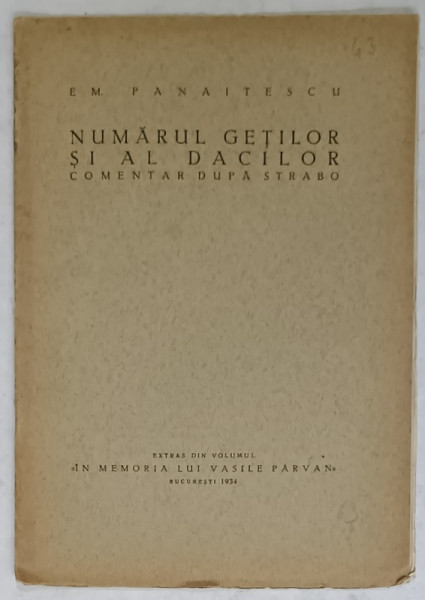 43
EM. PANAITESCU
NUMĂRUL GEȚILOR
ȘI AL DACILOR
COMENTAR DUPĂ STRABO
EXTRAS DIN VOLUMUL
«IN MEMORIA LUI VASILE PÂRVAN»
BUCUREȘTI 1934